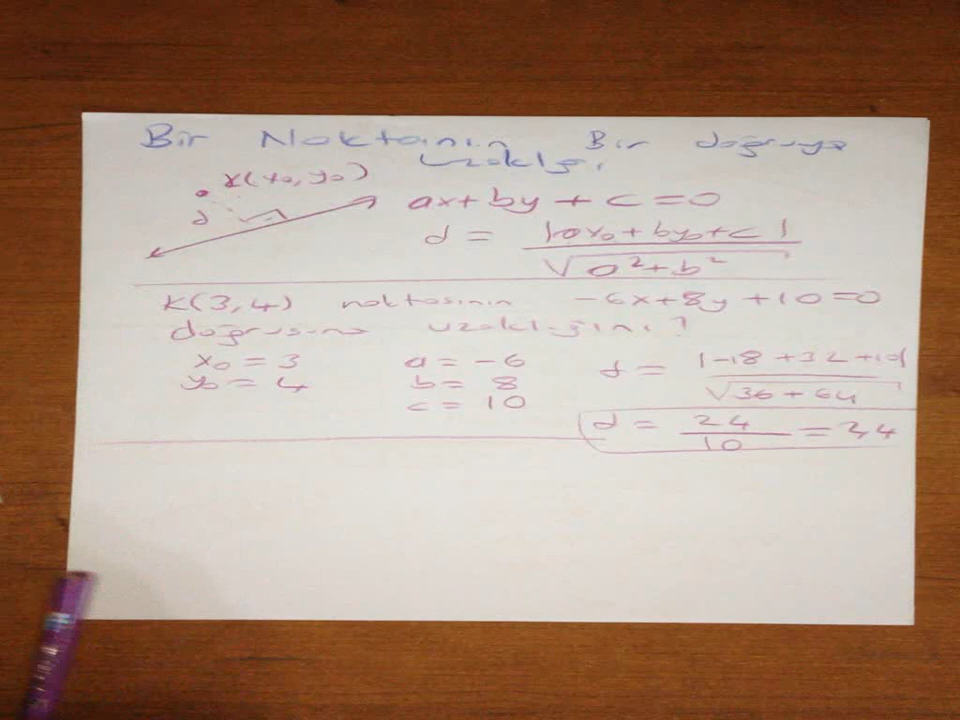 Bir Noktanın Bir doğruya
uzaklığı
K(x₀, y₀)
d
ax + by + c = 0
d = |ax₀ + by₀ + c| / √a² + b²
K(3,4) noktasının -6x + 8y + 10 = 0
doğrusuna uzaklığını?
x₀ = 3 a = -6 d = |-18 + 32 + 10| / √36 + 64
y₀ = 4 b = 8
c = 10
d = 24 / 10 = 2,4